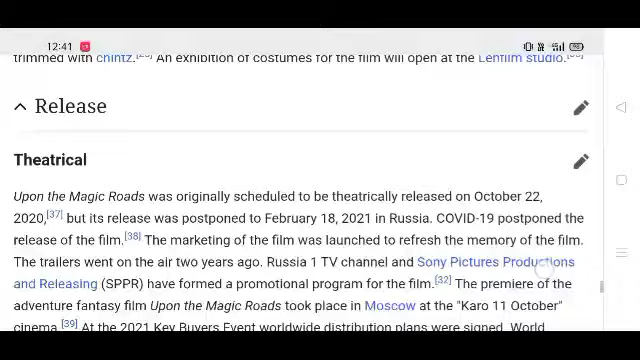 12:41
trimmed with chintz. An exhibition of costumes for the film will open at the Lenfilm studio.
Release
Theatrical
Upon the Magic Roads was originally scheduled to be theatrically released on October 22,
2020,[37] but its release was postponed to February 18, 2021 in Russia. COVID-19 postponed the
release of the film.[38] The marketing of the film was launched to refresh the memory of the film.
The trailers went on the air two years ago. Russia 1 TV channel and Sony Pictures Productions
and Releasing (SPPR) have formed a promotional program for the film.[32] The premiere of the
adventure fantasy film Upon the Magic Roads took place in Moscow at the "Karo 11 October"
cinema.[39] At the 2021 Key Buyers Event worldwide distribution plans were signed. World